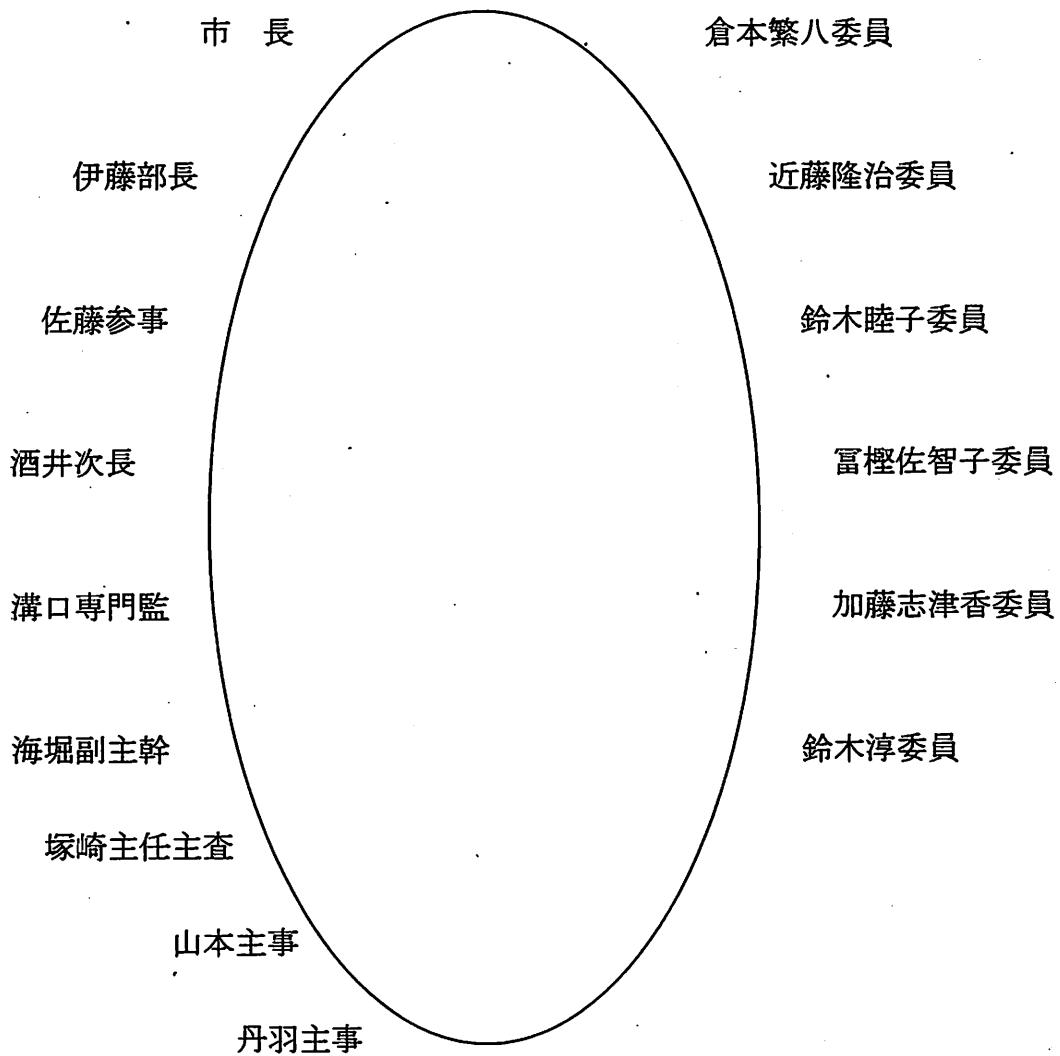 市　長
倉本繁八委員
伊藤部長
近藤隆治委員
佐藤参事
鈴木睦子委員
酒井次長
冨樫佐智子委員
溝口専門監
加藤志津香委員
海堀副主幹
鈴木淳委員
塚崎主任主査
山本主事
丹羽主事